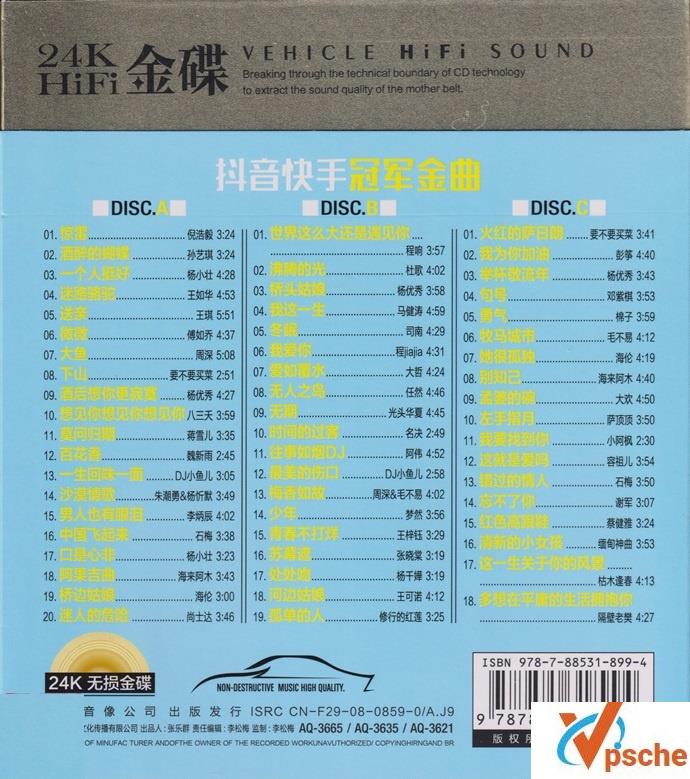 24K
HiFi 金碟 VEHICLE HiFi SOUND
Breaking through the technical boundary of CD technology
to extract the sound quality of the mother belt.
抖音快手冠军金曲
DISC.A
01. 惊雷 倪浩毅 3:24
02. 酒醉的蝴蝶 孙艺琪 3:24
03. 一个人挺好 杨小壮 4:28
04. 迷路骆驼 王如华 4:53
05. 送亲 王琪 5:51
06. 微微 傅如乔 4:37
07. 大鱼 周深 5:08
08. 下山 要不要买菜 2:51
09. 酒后想你更寂寞 杨优秀 4:27
10. 想见你想见你想见你 八三夭 3:59
11. 莫问归期 蒋雪儿 3:35
12. 百花香 魏新雨 2:45
13. 一生回味一面 DJ小鱼儿 3:05
14. 沙漠情歌 朱潮勇&杨忻默 3:49
15. 男人也有眼泪 李炳辰 4:02
16. 中国飞起来 石梅 3:38
17. 口是心非 杨小壮 3:23
18. 阿果吉曲 海来阿木 3:43
19. 桥边姑娘 海伦 3:00
20. 迷人的危险 尚士达 3:46
DISC.B
01. 世界这么大还是遇见你 ....
程响 3:57
02. 沸腾的光 杜歌 4:02
03. 桥头姑娘 杨优秀 3:58
04. 我这一生 马健涛 4:59
05. 冬眠 司南 4:29
06. 我爱你 程jiajia 4:31
07. 爱如覆水 大哲 4:24
08. 无人之岛 任然 4:46
09. 无期 光头华夏 4:45
10. 时间的过客 名决 2:49
11. 往事如烟DJ 阿伟 4:52
12. 最美的伤口 DJ小鱼儿 2:58
13. 梅香如故 周深&毛不易 4:02
14. 少年 梦然 3:56
15. 青春不打烊 王梓钰 3:29
16. 苏幕遮 张晓棠 3:19
17. 处处吻 杨千嬅 3:19
18. 河边姑娘 王可诺 4:12
19. 孤单的人 修行的红莲 3:25
DISC.C
01. 火红的萨日朗 要不要买菜 3:41
02. 我为你加油 彭筝 4:40
03. 举杯敬流年 杨优秀 3:43
04. 句号 邓紫棋 3:53
05. 勇气 棉子 3:59
06. 牧马城市 毛不易 4:12
07. 她很孤独 海伦 4:19
08. 别知己 海来阿木 4:40
09. 孟婆的碗 大欢 4:50
10. 左手指月 萨顶顶 3:50
11. 我要找到你 小阿枫 2:30
12. 这就是爱吗 容祖儿 3:54
13. 错过的情人 石梅 3:50
14. 忘不了你 谢军 3:07
15. 红色高跟鞋 蔡健雅 3:24
16. 清新的小女孩 缅甸神曲 3:53
17. 这一生关于你的风景
枯木逢春 4:13
18. 多想在平庸的生活拥抱你
隔壁老樊 4:27
24K 无损金碟
NON-DESTRUCTIVE MUSIC HIGH QUALITY.
音像公司出版发行 ISRC CN-F29-08-0859-0/A.J9
化传播有限公司 出品人：张乐群 责任编辑：李松梅 监制：李松梅 AQ-3665 / AQ-3635 / AQ-3621
OF MINUFAC TURER ANDOFTHE OWNER OF THE RECORDED WORKUNAVUTHORIZED/ COPYINGHIRNGAND BR
ISBN 978-7-88531-899-4
版权所
Vpsche